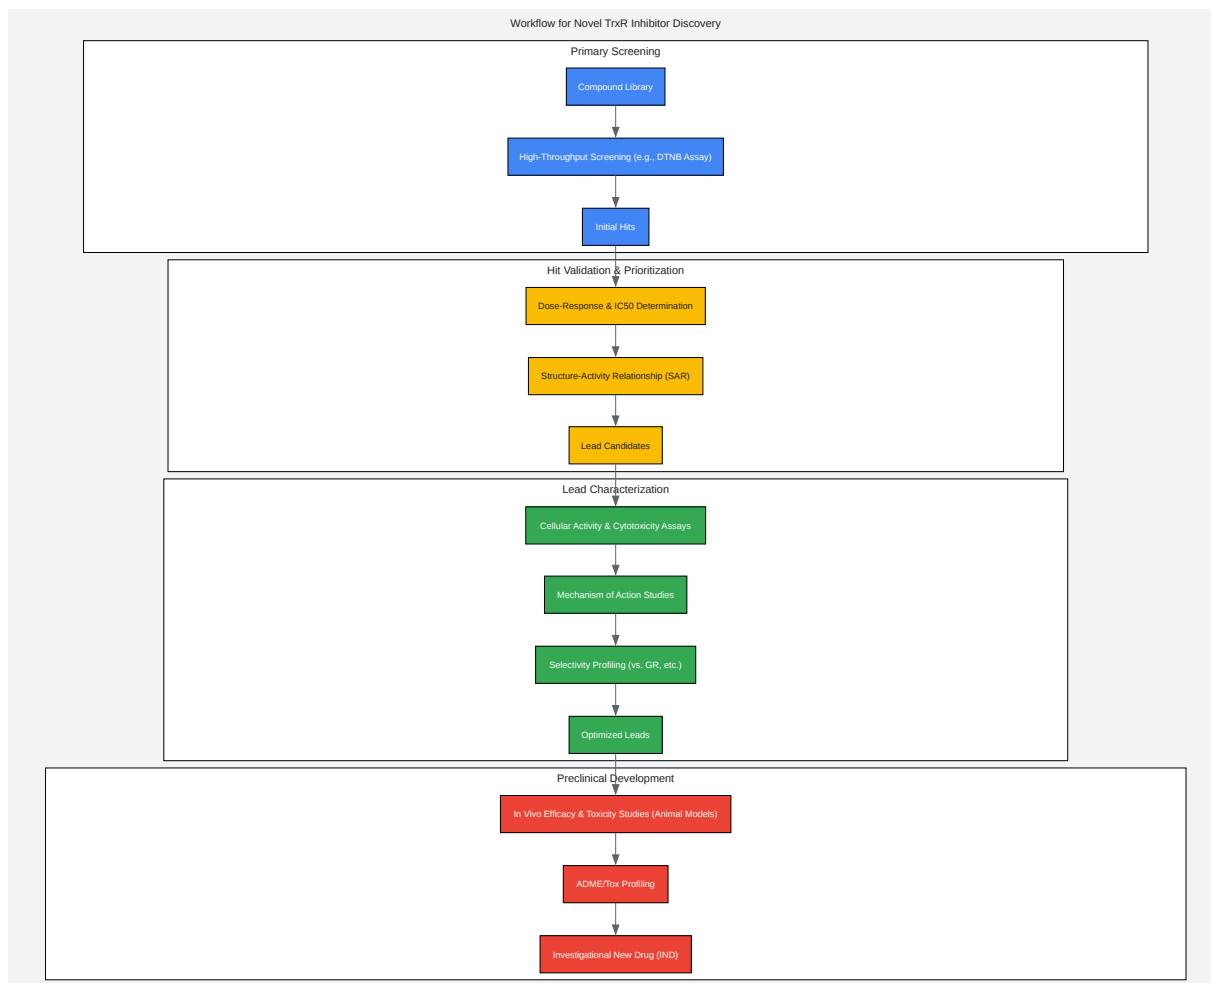 Workflow for Novel TrxR Inhibitor Discovery
Primary Screening
Compound Library
High-Throughput Screening (e.g., DTNB Assay)
Initial Hits
Hit Validation & Prioritization
Dose-Response & IC50 Determination
Structure-Activity Relationship (SAR)
Lead Candidates
Lead Characterization
Cellular Activity & Cytotoxicity Assays
Mechanism of Action Studies
Selectivity Profiling (vs. GR, etc.)
Optimized Leads
Preclinical Development
In Vivo Efficacy & Toxicity Studies (Animal Models)
ADME/Tox Profiling
Investigational New Drug (IND)